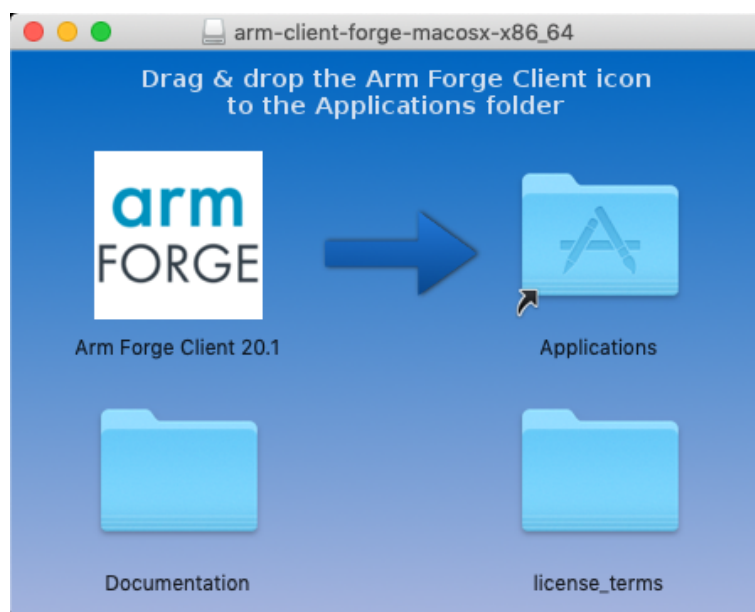 arm-client-forge-macosx-x86_64
Drag & drop the Arm Forge Client icon
to the Applications folder
arm
FORGE
Arm Forge Client 20.1
Applications
Documentation
license_terms